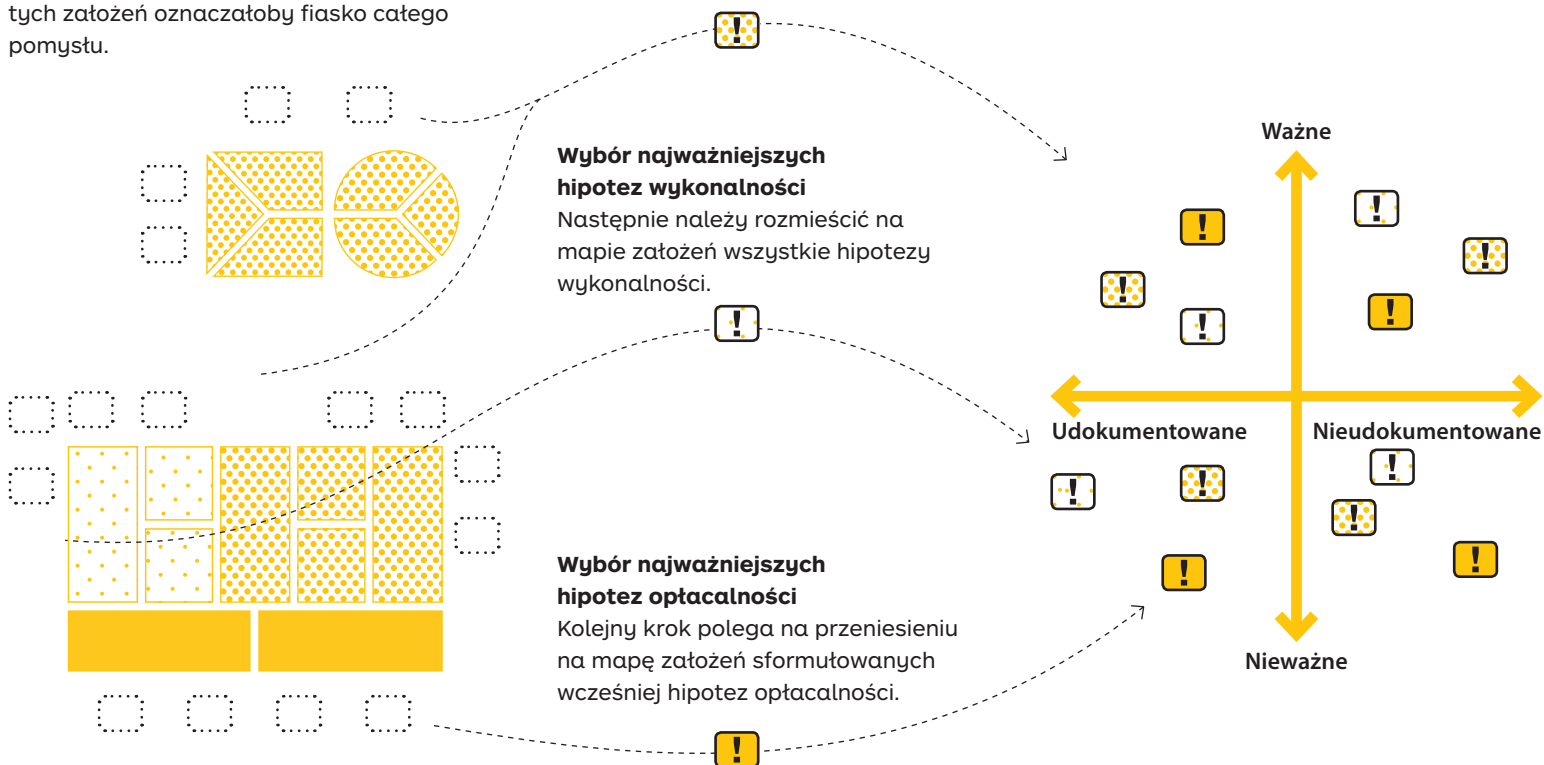 tych założeń oznaczałoby fiasko całego
pomysłu.
!
Wybór najważniejszych
hipotez wykonalności
Następnie należy rozmieścić na
mapie założeń wszystkie hipotezy
wykonalności.
!
Wybór najważniejszych
hipotez opłacalności
Kolejny krok polega na przeniesieniu
na mapę założeń sformułowanych
wcześniej hipotez opłacalności.
!
Ważne
!
!
!
!
!
!
!
Udokumentowane
Nieudokumentowane
!
!
!
!
!
!
Nieważne